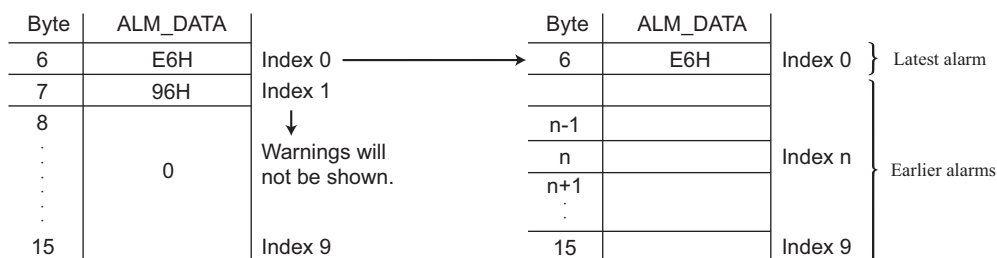 Byte ALM_DATA Byte ALM_DATA
6 E6H Index 0 6 E6H Index 0 Latest alarm
7 96H Index 1
8 n-1
. Warnings will n Index n Earlier alarms
. 0 not be shown.
. n+1
. .
. .
15 Index 9 15 Index 9